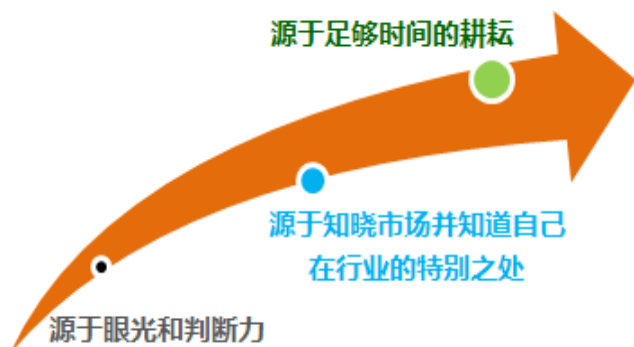 源于足够时间的耕耘
源于知晓市场并知道自己
在行业的特别之处
源于眼光和判断力